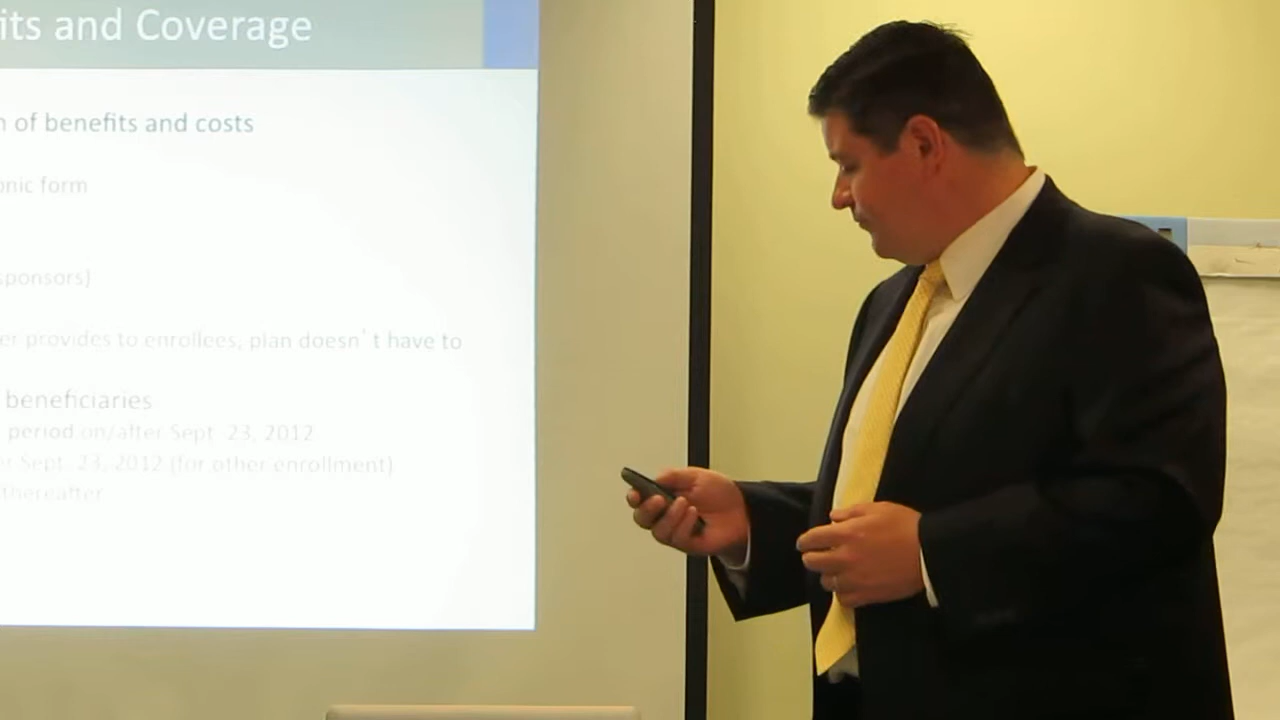 its and Coverage
n of benefits and costs
onic form
sponsors)
er provides to enrollees, plan doesn't have to
beneficiaries
period on/after Sept. 23, 2012
er Sept. 23, 2012 (for other enrollment)
thereafter